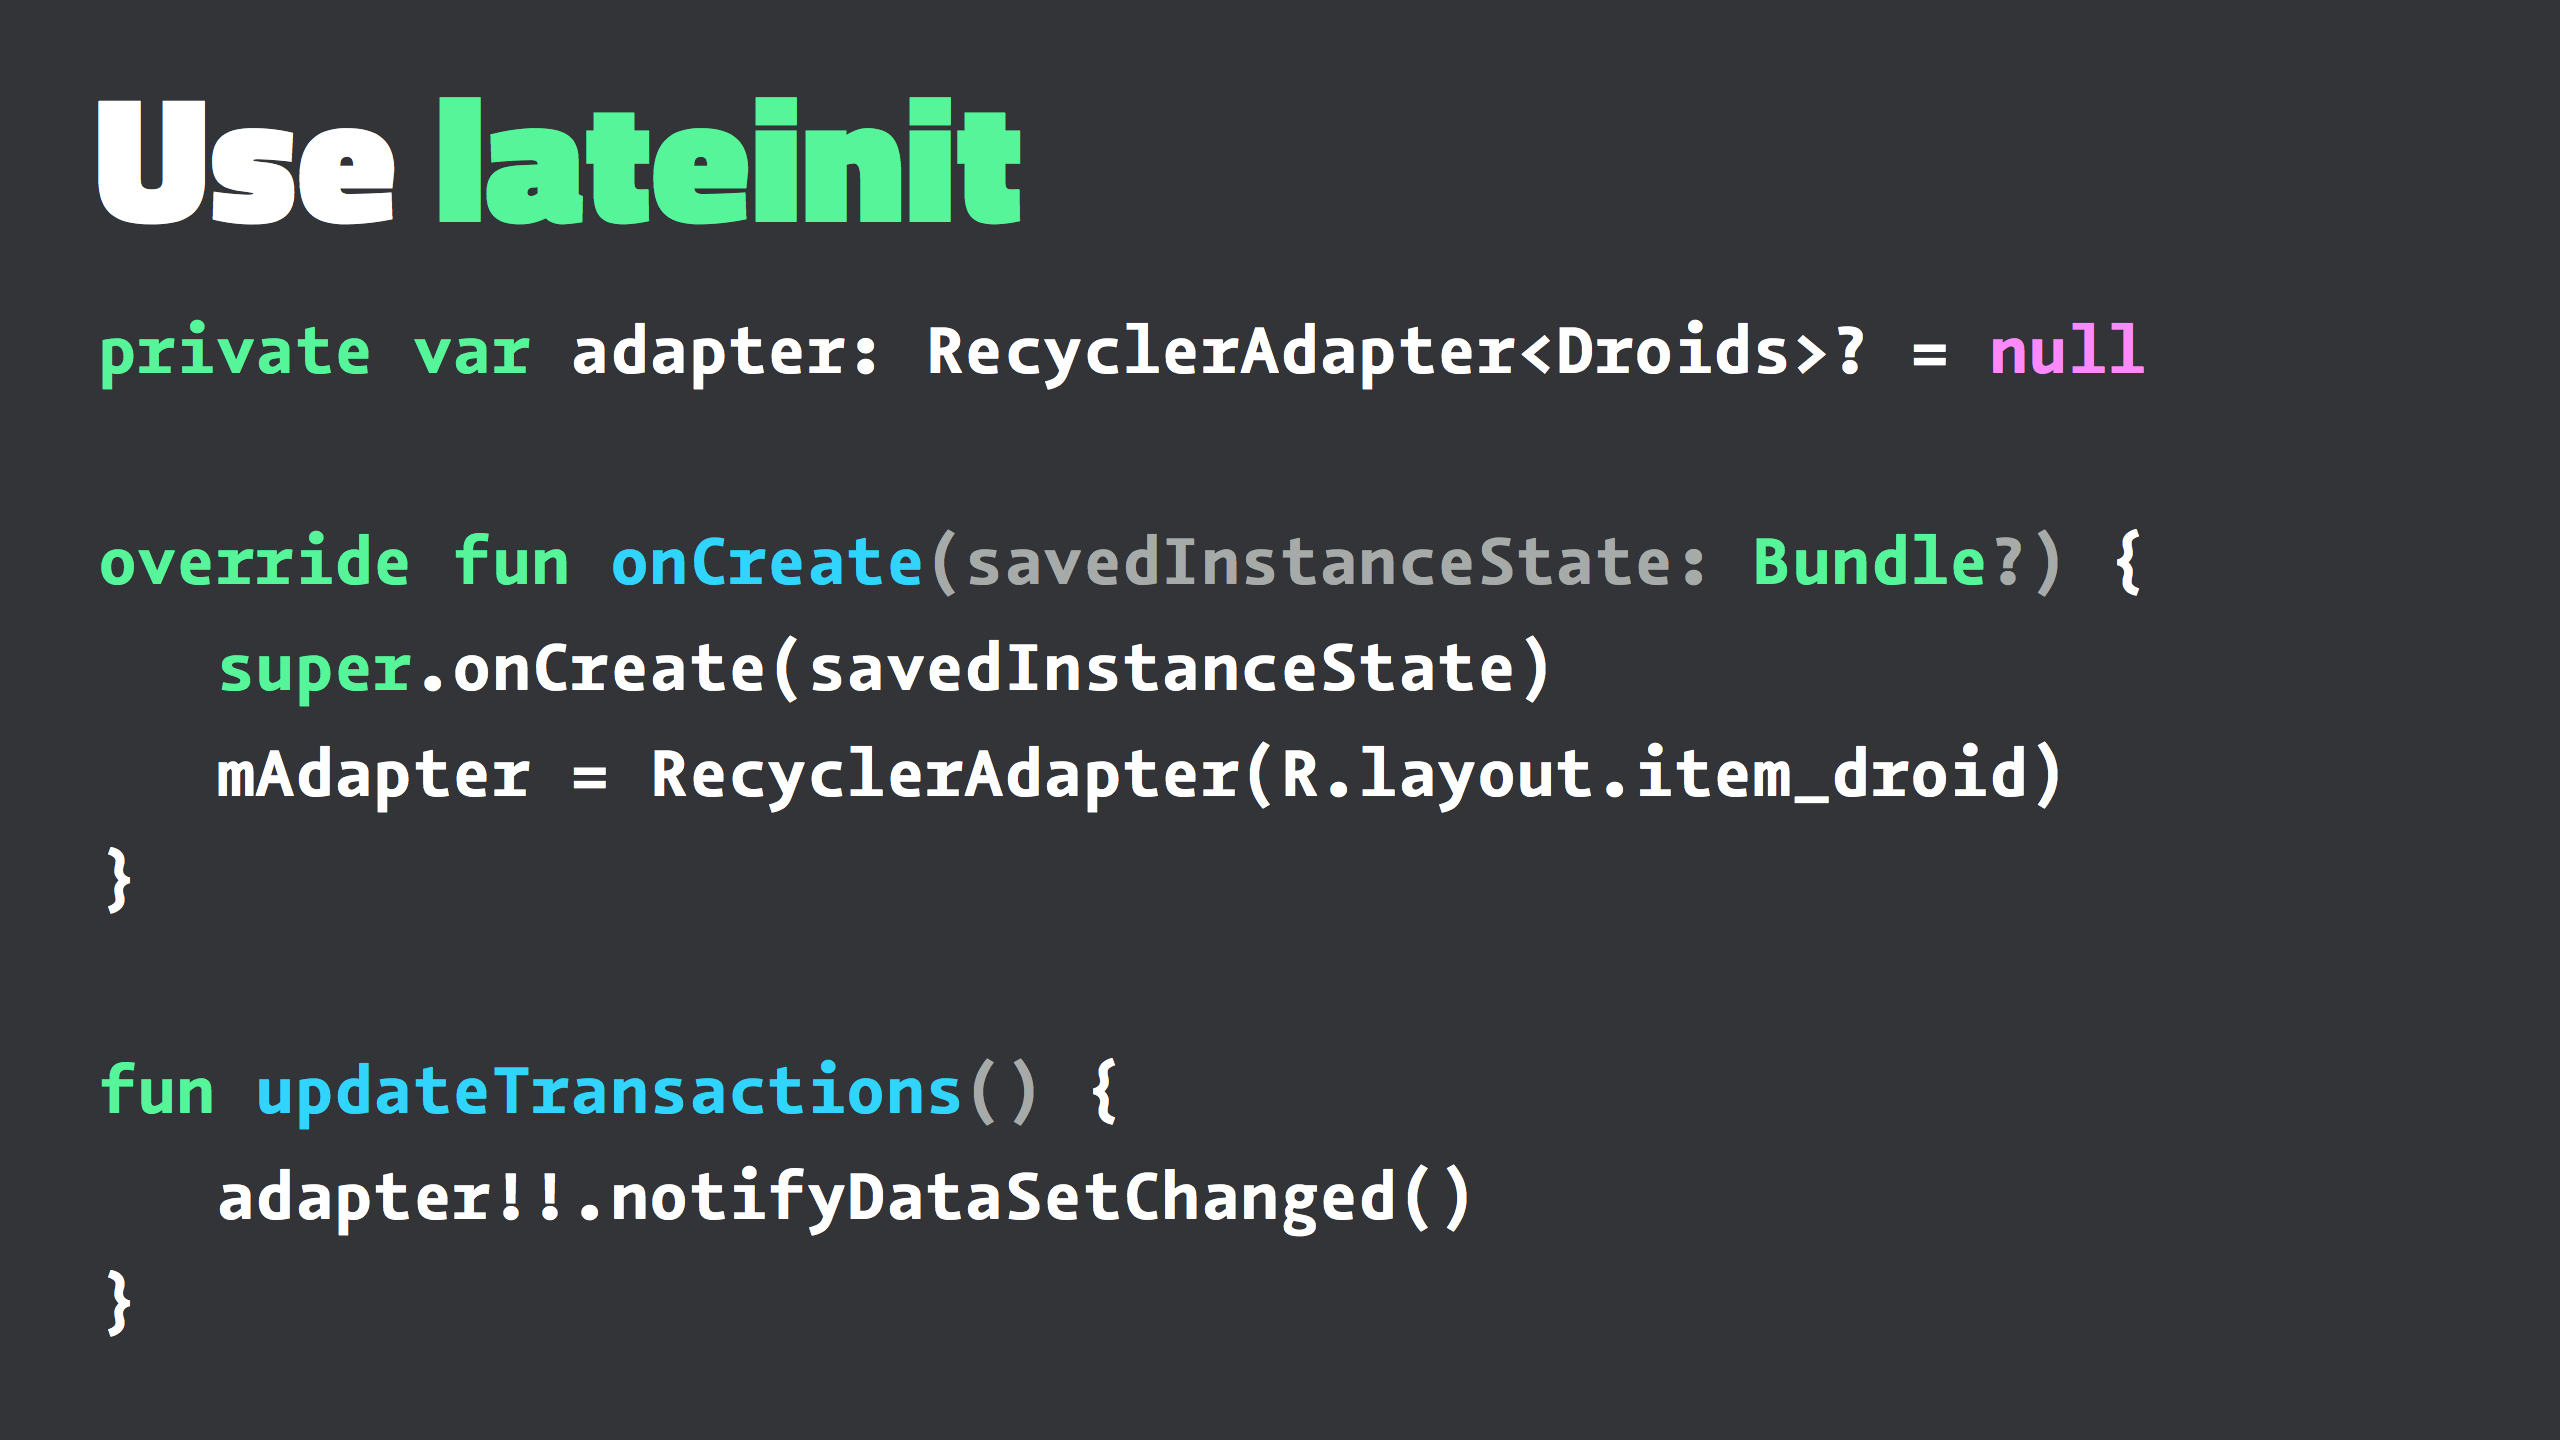 Use lateinit
private var adapter: RecyclerAdapter<Droids>? = null
override fun onCreate(savedInstanceState: Bundle?) {
super.onCreate(savedInstanceState)
mAdapter = RecyclerAdapter(R.layout.item_droid)
}
fun updateTransactions() {
adapter!!.notifyDataSetChanged()
}